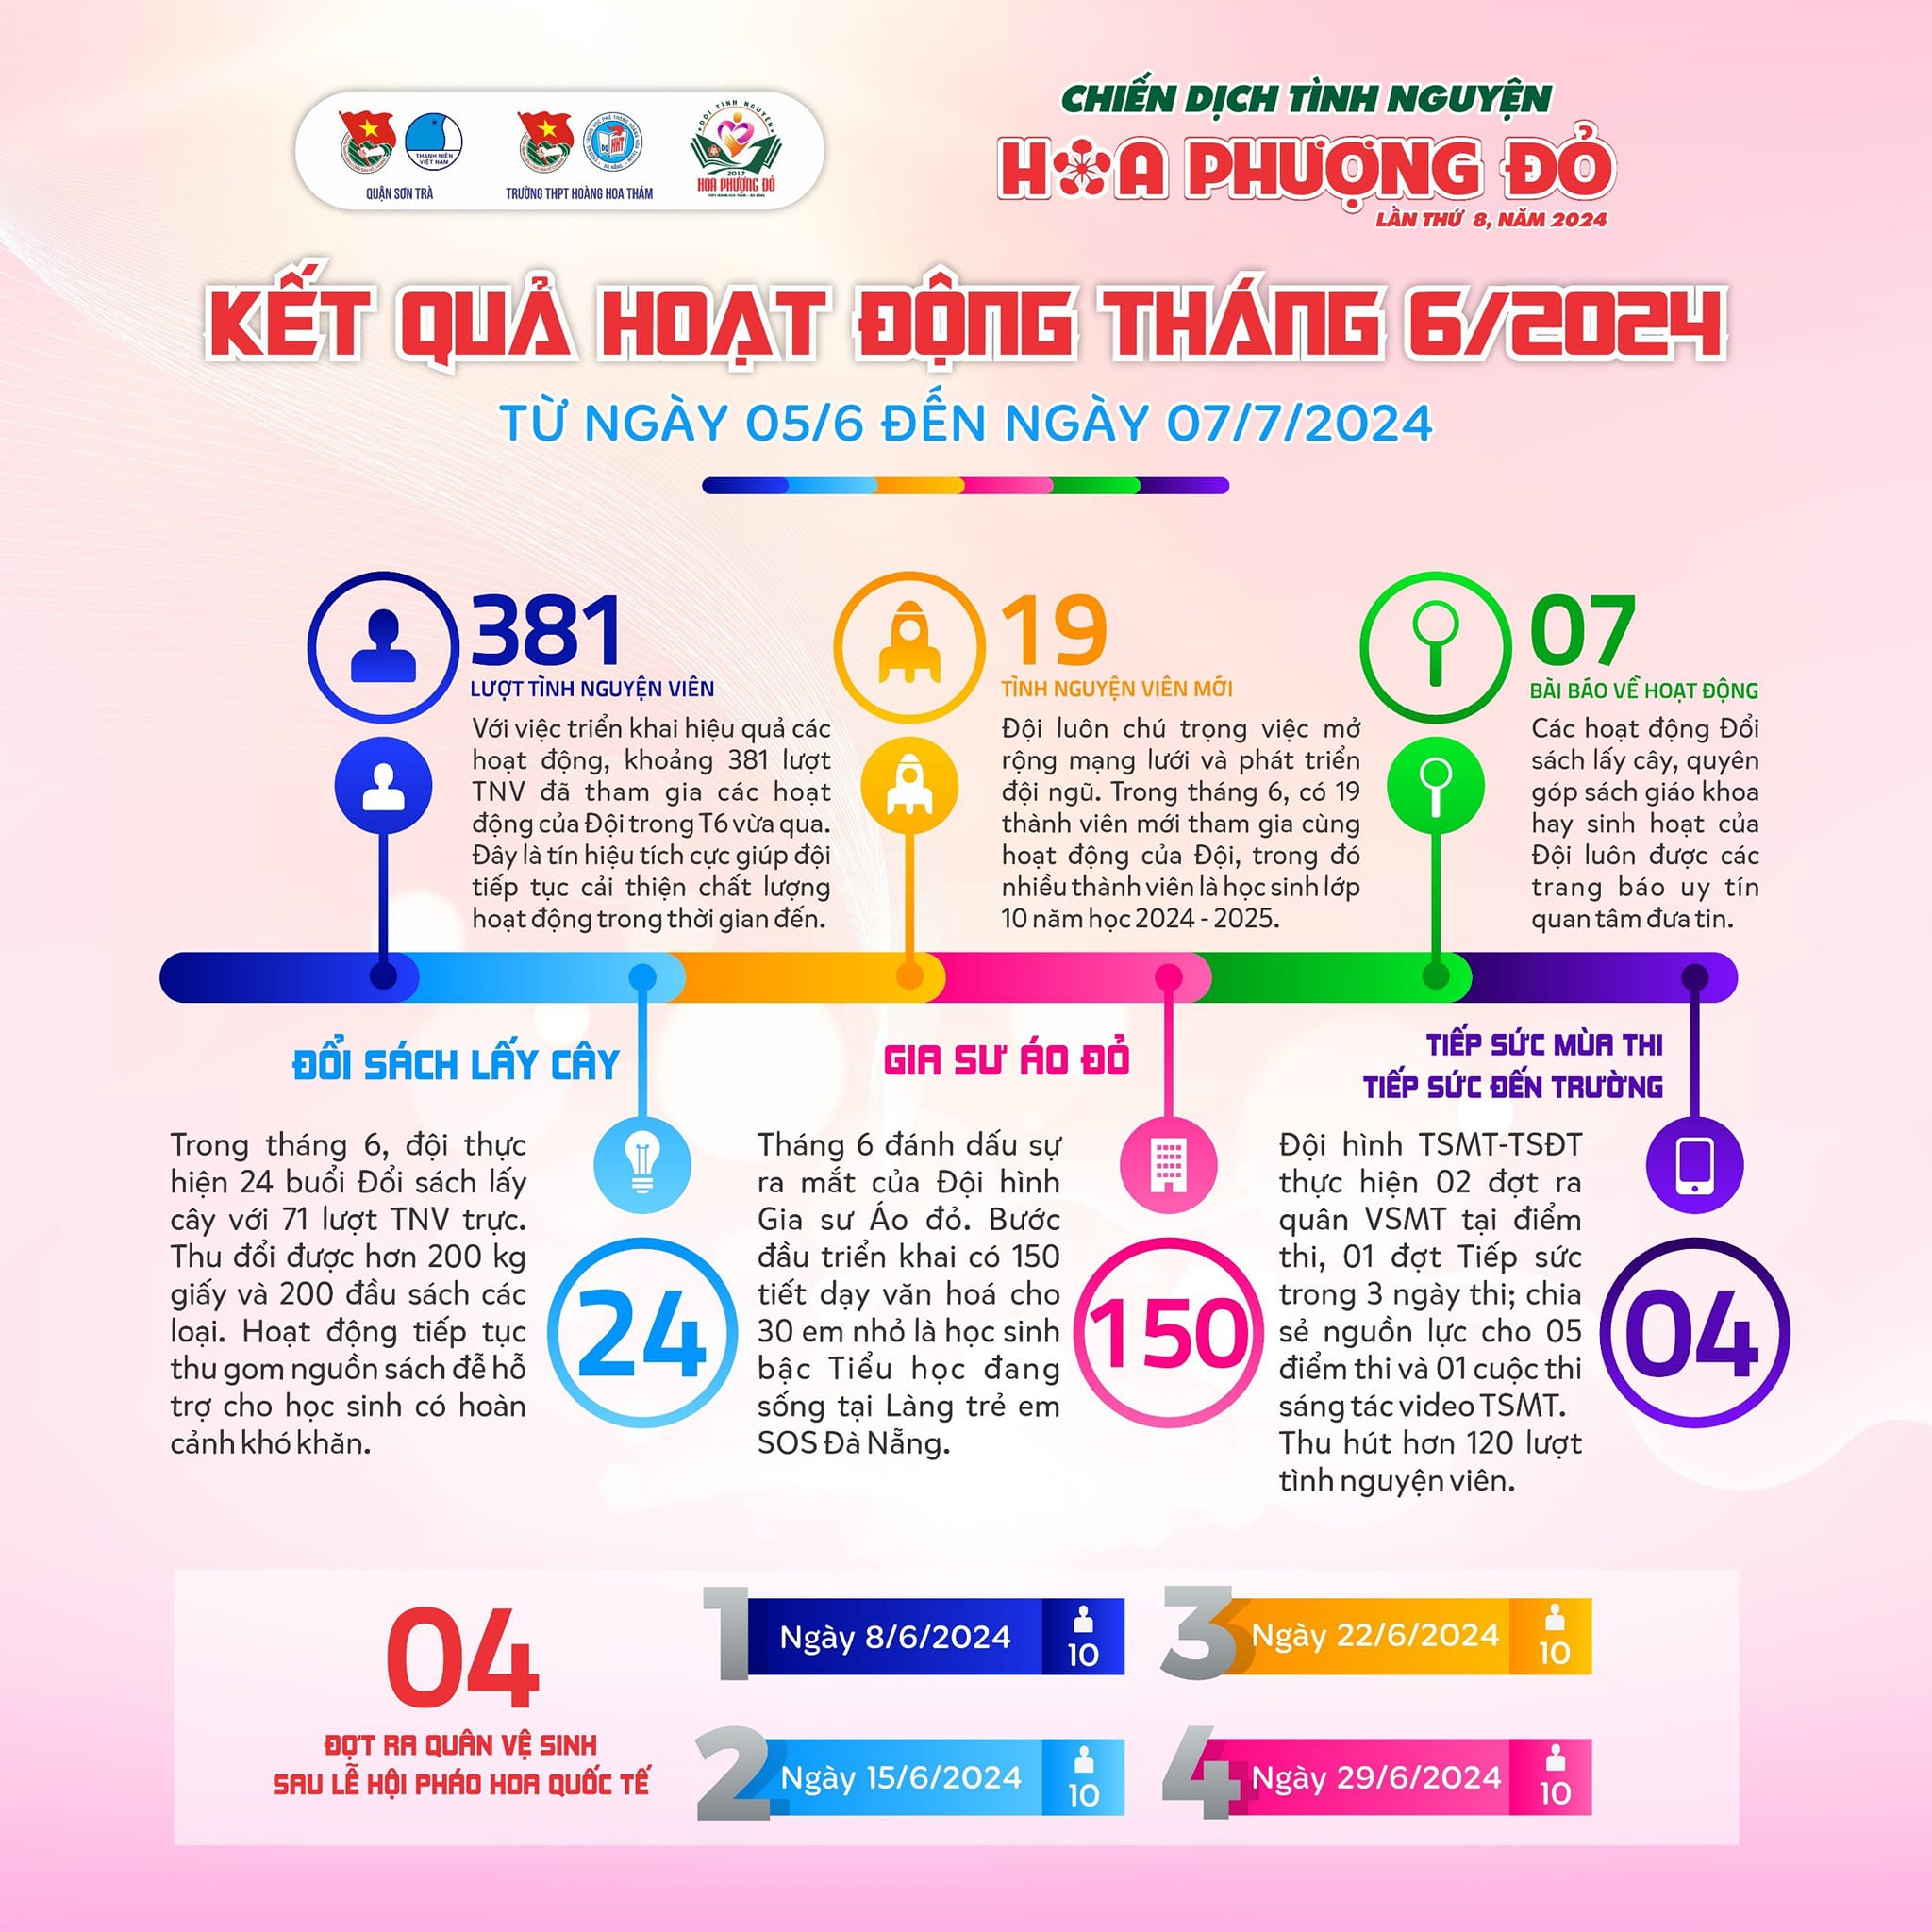 QUẬN SƠN TRÀ
THANH NIÊN
VIỆT NAM
TRƯỜNG THPT HOÀNG HOA THÁM
ĐỘI TÌNH NGUYỆN
2017
HOA PHƯỢNG ĐỎ
CHIẾN DỊCH TÌNH NGUYỆN
HOA PHƯỢNG ĐỎ
LẦN THỨ 8, NĂM 2024
KẾT QUẢ HOẠT ĐỘNG THÁNG 6/2024
TỪ NGÀY 05/6 ĐẾN NGÀY 07/7/2024
381
LƯỢT TÌNH NGUYỆN VIÊN
Với việc triển khai hiệu quả các
hoạt động, khoảng 381 lượt
TNV đã tham gia các hoạt
động của Đội trong T6 vừa qua.
Đây là tín hiệu tích cực giúp đội
tiếp tục cải thiện chất lượng
hoạt động trong thời gian đến.
19
TÌNH NGUYỆN VIÊN MỚI
Đội luôn chú trọng việc mở
rộng mạng lưới và phát triển
đội ngũ. Trong tháng 6, có 19
thành viên mới tham gia cùng
hoạt động của Đội, trong đó
nhiều thành viên là học sinh lớp
10 năm học 2024 - 2025.
07
BÀI BÁO VỀ HOẠT ĐỘNG
Các hoạt động Đổi
sách lấy cây, quyên
góp sách giáo khoa
hay sinh hoạt của
Đội luôn được các
trang báo uy tín
quan tâm đưa tin.
ĐỔI SÁCH LẤY CÂY
Trong tháng 6, đội thực
hiện 24 buổi Đổi sách lấy
cây với 71 lượt TNV trực.
Thu đổi được hơn 200 kg
giấy và 200 đầu sách các
loại. Hoạt động tiếp tục
thu gom nguồn sách để hỗ
trợ cho học sinh có hoàn
cảnh khó khăn.
24
GIA SƯ ÁO ĐỎ
Tháng 6 đánh dấu sự
ra mắt của Đội hình
Gia sư Áo đỏ. Bước
đầu triển khai có 150
tiết dạy văn hoá cho
30 em nhỏ là học sinh
bậc Tiểu học đang
sống tại Làng trẻ em
SOS Đà Nẵng.
150
TIẾP SỨC MÙA THI
TIẾP SỨC ĐẾN TRƯỜNG
Đội hình TSMT-TSĐT
thực hiện 02 đợt ra
quân VSMT tại điểm
thi, 01 đợt Tiếp sức
trong 3 ngày thi; chia
sẻ nguồn lực cho 05
điểm thi và 01 cuộc thi
sáng tác video TSMT.
Thu hút hơn 120 lượt
tình nguyện viên.
04
04
ĐỢT RA QUÂN VỆ SINH
SAU LỄ HỘI PHÁO HOA QUỐC TẾ
1 Ngày 8/6/2024 10
2 Ngày 15/6/2024 10
3 Ngày 22/6/2024 10
4 Ngày 29/6/2024 10